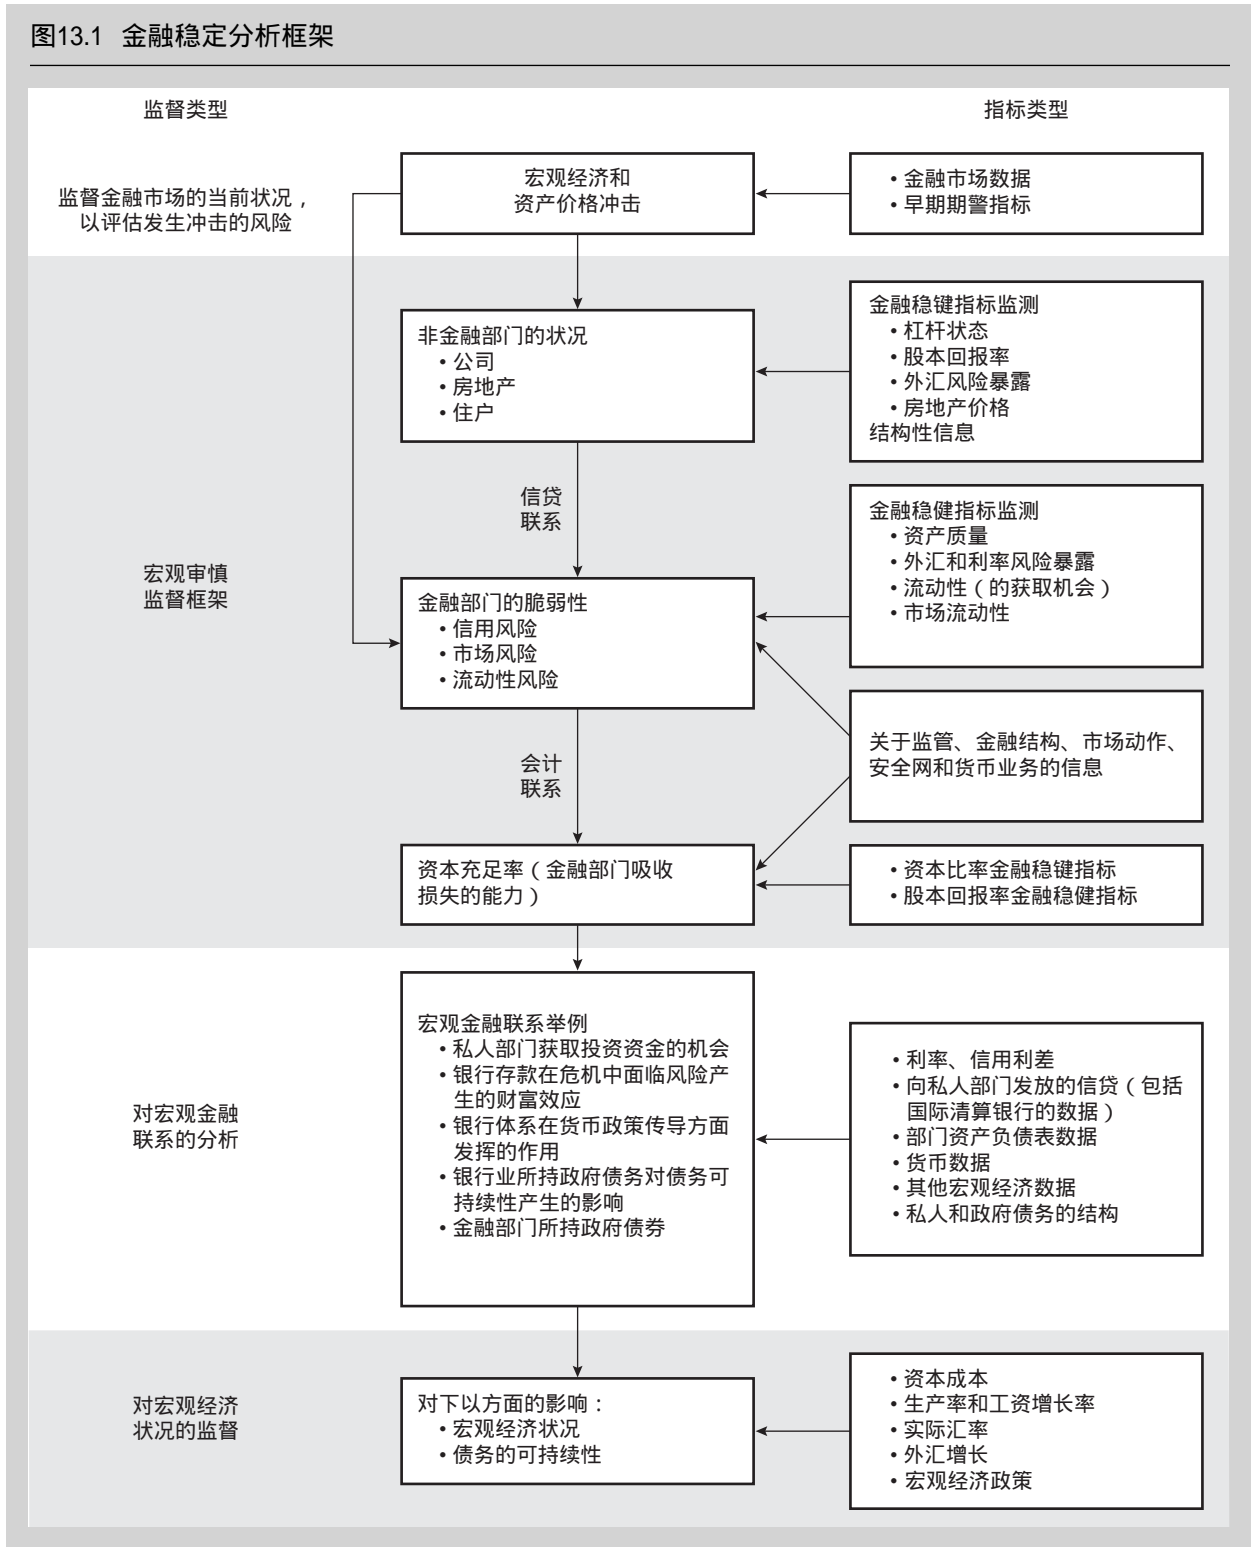 图13.1 金融稳定分析框架
监督类型
指标类型
监督金融市场的当前状况，
以评估发生冲击的风险
宏观经济和
资产价格冲击
•金融市场数据
•早期期警指标
宏观审慎
监督框架
非金融部门的状况
•公司
•房地产
•住户
金融稳键指标监测
•杠杆状态
•股本回报率
•外汇风险暴露
•房地产价格
结构性信息
信贷
联系
金融部门的脆弱性
•信用风险
•市场风险
•流动性风险
金融稳健指标监测
•资产质量
•外汇和利率风险暴露
•流动性（的获取机会）
•市场流动性
关于监管、金融结构、市场动作、
安全网和货币业务的信息
会计
联系
资本充足率（金融部门吸收
损失的能力）
•资本比率金融稳键指标
•股本回报率金融稳健指标
对宏观金融
联系的分析
宏观金融联系举例
•私人部门获取投资资金的机会
•银行存款在危机中面临风险产
生的财富效应
•银行体系在货币政策传导方面
发挥的作用
•银行业所持政府债务对债务可
持续性产生的影响
•金融部门所持政府债券
•利率、信用利差
•向私人部门发放的信贷（包括
国际清算银行的数据）
•部门资产负债表数据
•货币数据
•其他宏观经济数据
•私人和政府债务的结构
对宏观经济
状况的监督
对下以方面的影响：
•宏观经济状况
•债务的可持续性
•资本成本
•生产率和工资增长率
•实际汇率
•外汇增长
•宏观经济政策